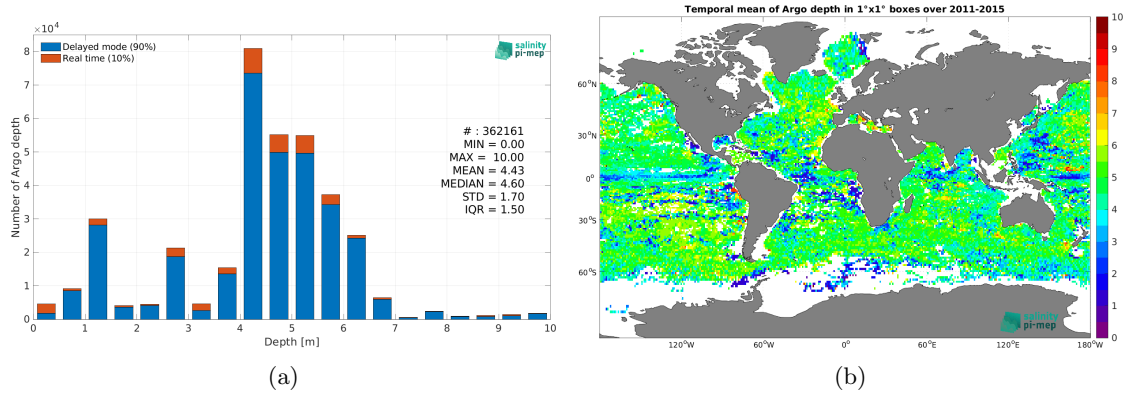 ×10⁴
8
7
6
5
4
3
2
1
0
Number of Argo depth
Delayed mode (90%)
Real time (10%)
salinity
pi-mep
# : 362161
MIN = 0.00
MAX = 10.00
MEAN = 4.43
MEDIAN = 4.60
STD = 1.70
IQR = 1.50
0 1 2 3 4 5 6 7 8 9 10
Depth [m]
(a)
Temporal mean of Argo depth in 1°x1° boxes over 2011-2015
60°N
30°N
0°
30°S
60°S
120°W 60°W 0° 60°E 120°E 180°W
salinity
pi-mep
10
9
8
7
6
5
4
3
2
1
0
(b)